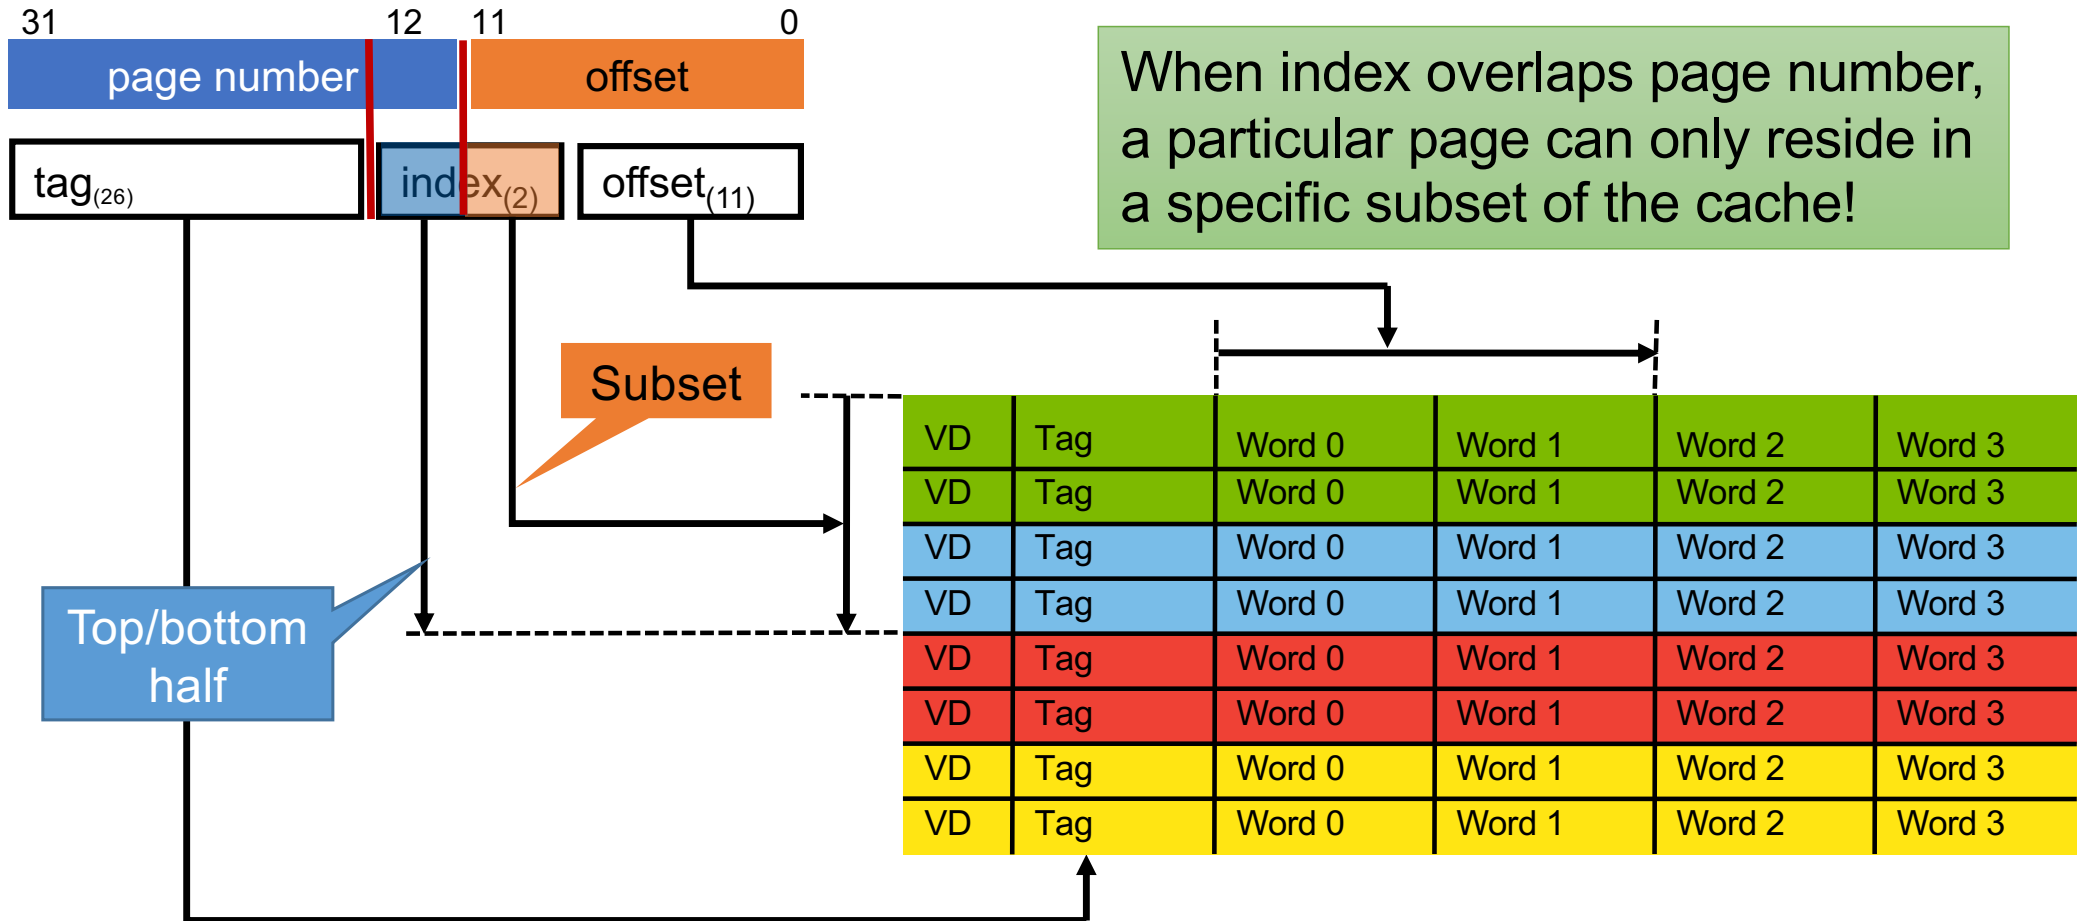 31 12 11 0
page number offset
tag(26) index(2) offset(11)
When index overlaps page number,
a particular page can only reside in
a specific subset of the cache!
Subset
Top/bottom
half
VD Tag Word 0 Word 1 Word 2 Word 3
VD Tag Word 0 Word 1 Word 2 Word 3
VD Tag Word 0 Word 1 Word 2 Word 3
VD Tag Word 0 Word 1 Word 2 Word 3
VD Tag Word 0 Word 1 Word 2 Word 3
VD Tag Word 0 Word 1 Word 2 Word 3
VD Tag Word 0 Word 1 Word 2 Word 3
VD Tag Word 0 Word 1 Word 2 Word 3